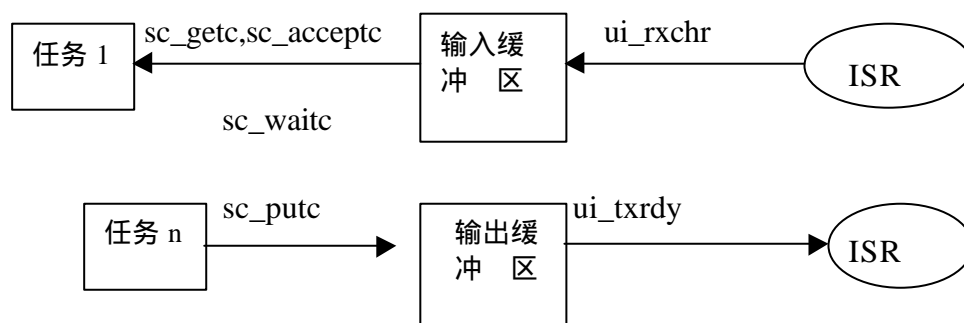 sc_getc,sc_acceptc
任务 1
输入缓
冲 区
ui_rxchr
ISR
sc_waitc
sc_putc
任务 n
输出缓
冲 区
ui_txrdy
ISR